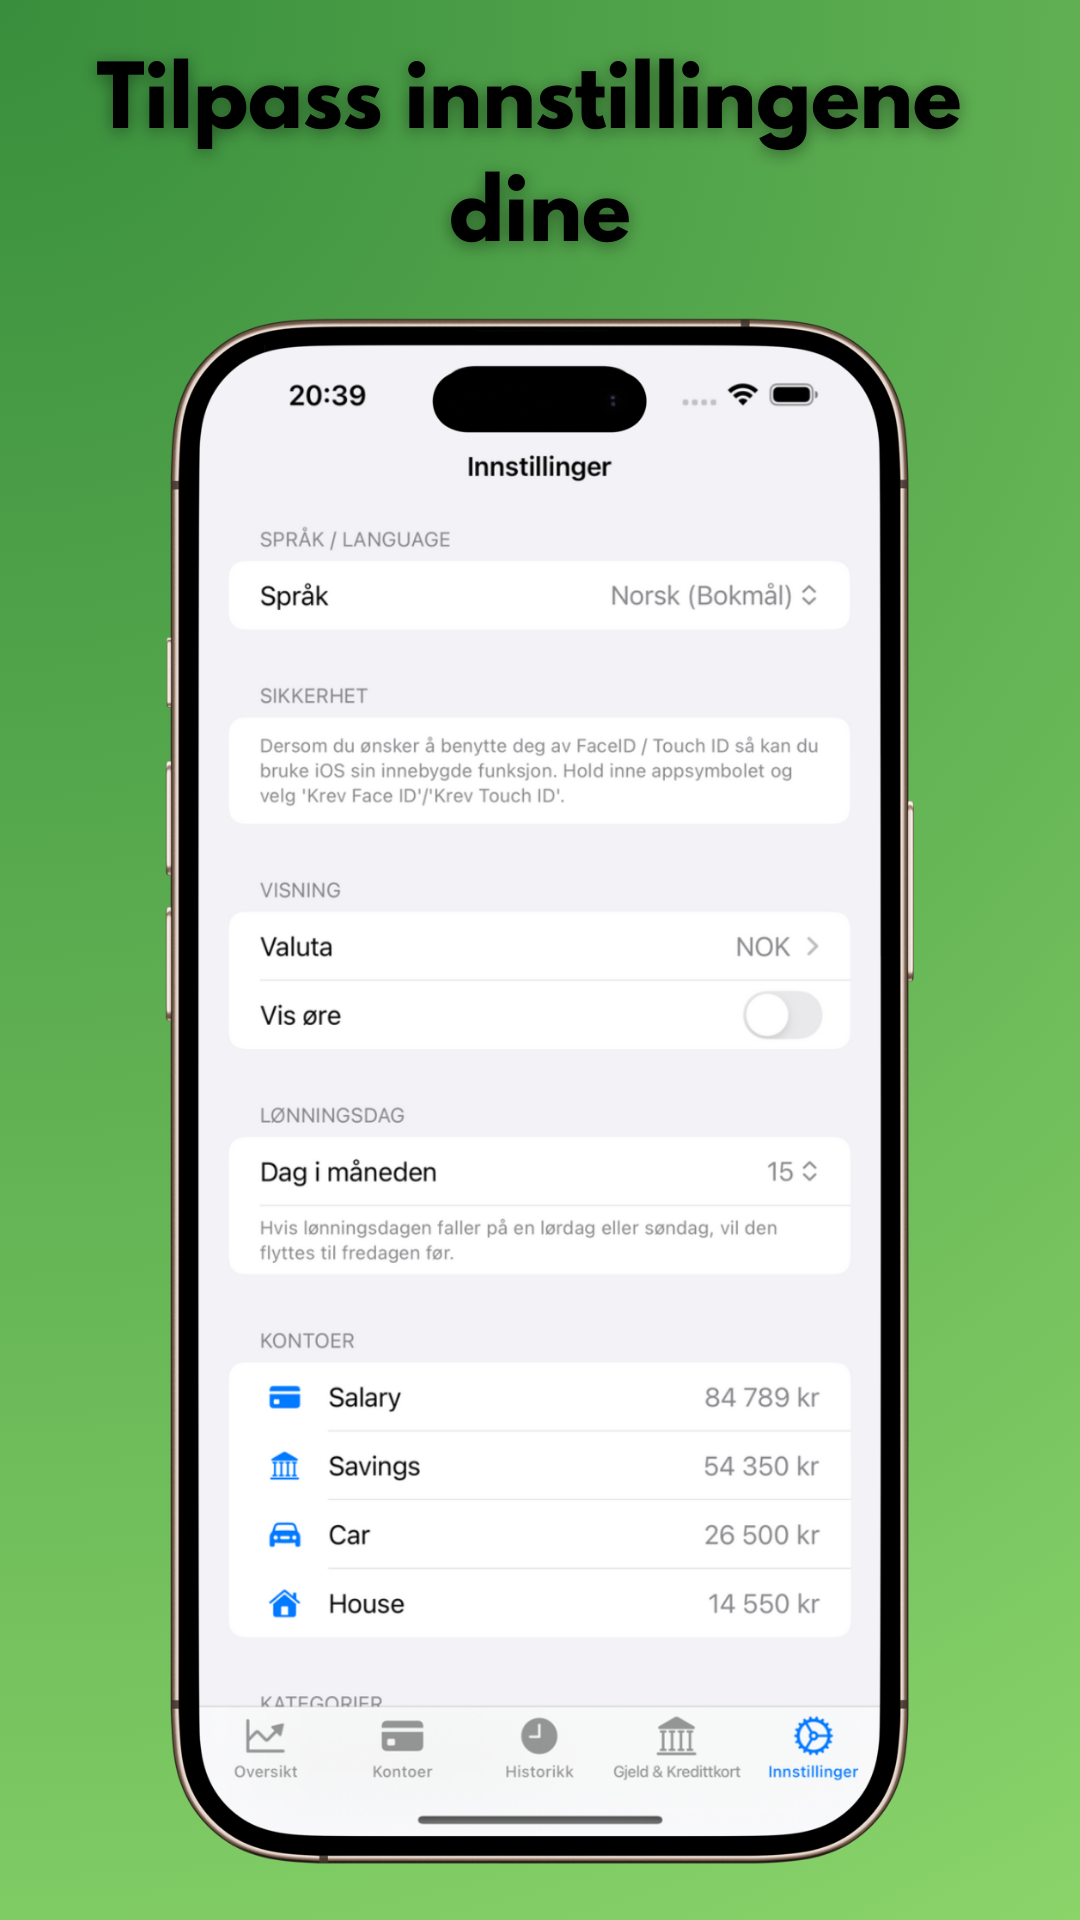 Tilpass innstillingene
dine
20:39
Innstillinger
SPRÅK / LANGUAGE
Språk Norsk (Bokmål)
SIKKERHET
Dersom du ønsker å benytte deg av FaceID / Touch ID så kan du
bruke iOS sin innebygde funksjon. Hold inne appsymbolet og
velg 'Krev Face ID'/'Krev Touch ID'.
VISNING
Valuta NOK
Vis øre
LØNNINGSDAG
Dag i måneden 15
Hvis lønningsdagen faller på en lørdag eller søndag, vil den
flyttes til fredagen før.
KONTOER
Salary 84 789 kr
Savings 54 350 kr
Car 26 500 kr
House 14 550 kr
KATEGORIER
Oversikt Kontoer Historikk Gjeld & Kredittkort Innstillinger